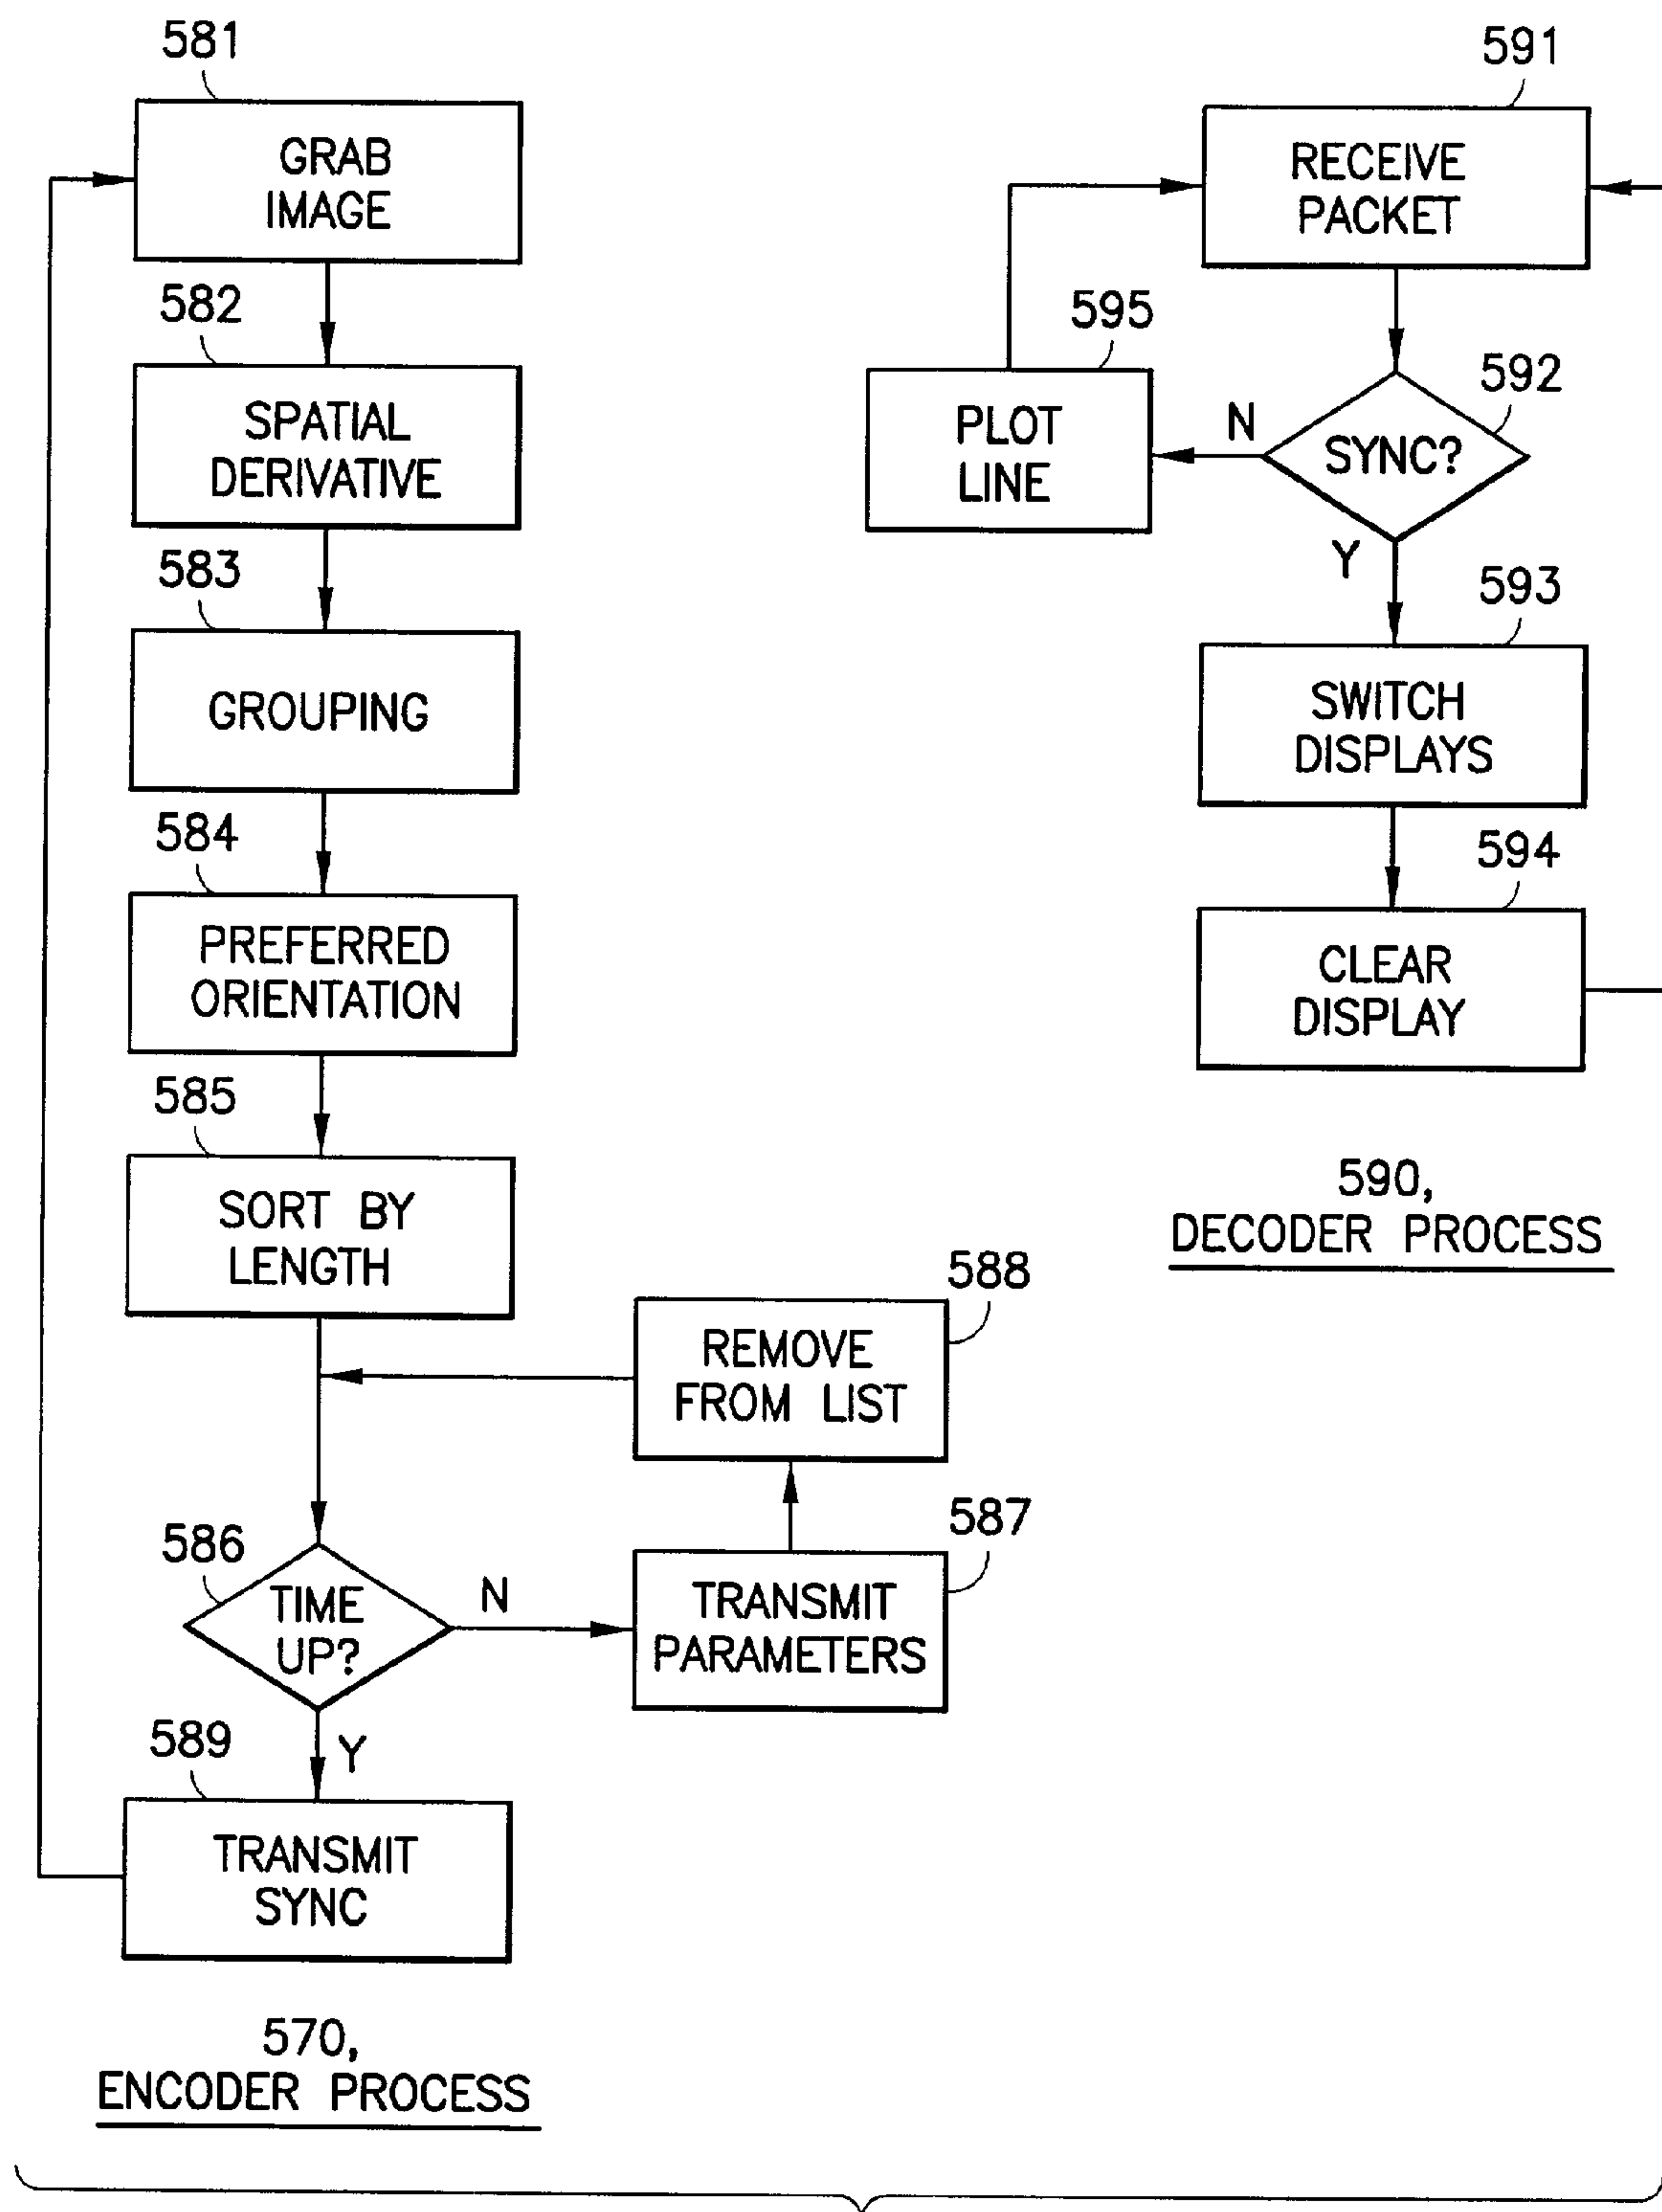 581
GRAB
IMAGE
582
SPATIAL
DERIVATIVE
583
GROUPING
584
PREFERRED
ORIENTATION
585
SORT BY
LENGTH
588
REMOVE
FROM LIST
586
TIME
UP?
N
587
TRANSMIT
PARAMETERS
Y
589
TRANSMIT
SYNC
570,
ENCODER PROCESS
591
RECEIVE
PACKET
595
PLOT
LINE
N
592
SYNC?
Y
593
SWITCH
DISPLAYS
594
CLEAR
DISPLAY
590,
DECODER PROCESS